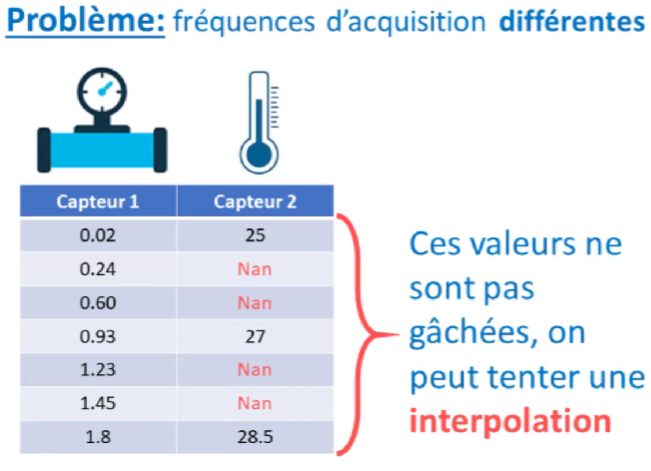 Problème: fréquences d'acquisition différentes
Capteur 1 Capteur 2
0.02 25
0.24 Nan
0.60 Nan
0.93 27
1.23 Nan
1.45 Nan
1.8 28.5
Ces valeurs ne
sont pas
gâchées, on
peut tenter une
interpolation